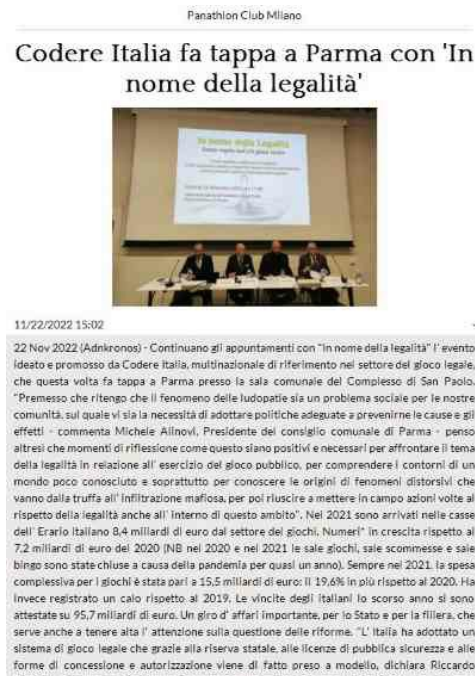 Panathlon Club Milano
Codere Italia fa tappa a Parma con 'In
nome della legalità'
In nome della Legalità
11/22/2022 15:02
22 Nov 2022 (Adnkronos) - Continuano gli appuntamenti con "In nome della legalità" l' evento
ideato e promosso da Codere Italia, multinazionale di riferimento nel settore del gioco legale,
che questa volta fa tappa a Parma presso la sala comunale del Complesso di San Paolo.
"Premesso che ritengo che il fenomeno delle ludopatie sia un problema sociale per le nostre
comunità, sul quale vi sia la necessità di adottare politiche adeguate a prevenirne le cause e gli
effetti - commenta Michele Alinovi, Presidente del consiglio comunale di Parma - penso
altresì che momenti di riflessione come questo siano positivi e necessari per affrontare il tema
della legalità in relazione all' esercizio del gioco pubblico, per comprendere i contorni di un
mondo poco conosciuto e soprattutto per conoscere le origini di fenomeni distorsivi che
vanno dalla truffa all' infiltrazione mafiosa, per poi riuscire a mettere in campo azioni volte al
rispetto della legalità anche all' interno di questo ambito". Nel 2021 sono arrivati nelle casse
dell' Erario italiano 8,4 miliardi di euro dal settore dei giochi. Numeri* in crescita rispetto ai
7,2 miliardi di euro del 2020 (NB nel 2020 e nel 2021 le sale giochi, sale scommesse e sale
bingo sono state chiuse a causa della pandemia per quasi un anno). Sempre nel 2021, la spesa
complessiva per i giochi è stata pari a 15,5 miliardi di euro: il 19,6% in più rispetto al 2020. Ha
invece registrato un calo rispetto al 2019. Le vincite degli italiani lo scorso anno si sono
attestate su 95,7 miliardi di euro. Un giro d' affari importante, per lo Stato e per la filiera, che
serve anche a tenere alta l' attenzione sulla questione delle riforme. "L' Italia ha adottato un
sistema di gioco legale che grazie alla riserva statale, alle licenze di pubblica sicurezza e alle
forme di concessione e autorizzazione viene di fatto preso a modello, dichiara Riccardo